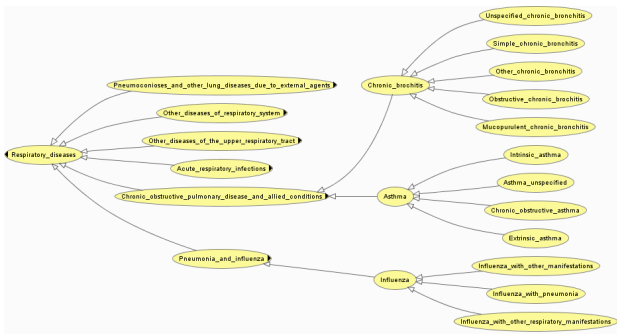 Unspecified_chronic_bronchitis
Simple_chronic_bronchitis
Other_chronic_bronchitis
Obstructive_chronic_brochitis
Mucopurulent_chronic_bronchitis
Chronic_brochitis
Pneumoconioses_and_other_lung_diseases_due_to_external_agents
Other_diseases_of_respiratory_system
Other_diseases_of_the_upper_respiratory_tract
Respiratory_diseases
Acute_respiratory_infections
Chronic_obstructive_pulmonary_disease_and_allied_conditions
Asthma
Intrinsic_asthma
Asthma_unspecified
Chronic_obstructive_asthma
Extrinsic_asthma
Pneumonia_and_influenza
Influenza
Influenza_with_other_manifestations
Influenza_with_pneumonia
Influenza_with_other_respiratory_manifestations